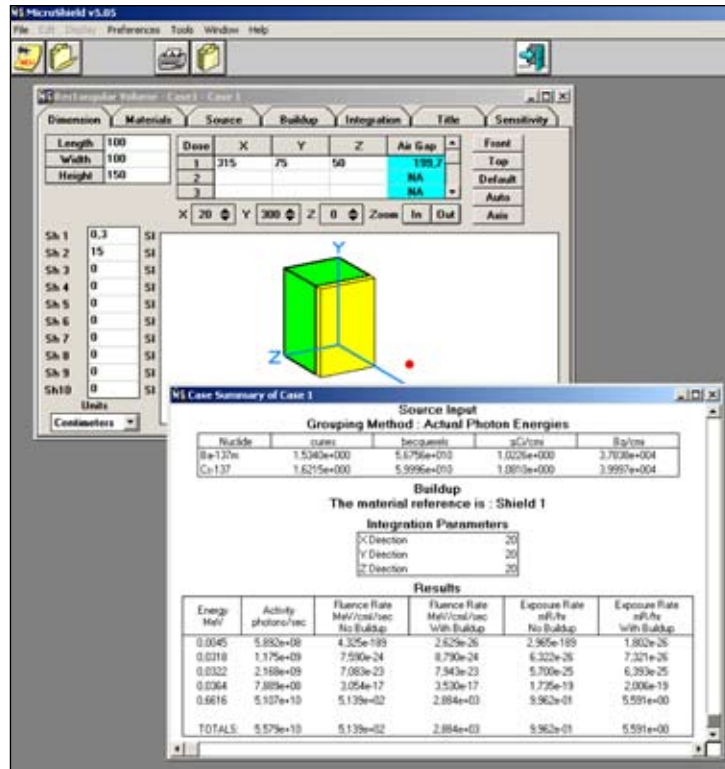 MicroShield v5.05
File Edit Display Preferences Tools Window Help
Rectangular Volume - Case1 - Case 1
Dimension Materials Source Buildup Integration Title Sensitivity
Length 100
Width 100
Height 150
Dose X Y Z Air Gap
1 315 75 50 199,7
2 NA
3 NA
Front
Top
Default
Auto
Axis
X 20 Y 300 Z 0 Zoom In Out
Sh 1 0,3 Sl
Sh 2 15 Sl
Sh 3 0 Sl
Sh 4 0 Sl
Sh 5 0 Sl
Sh 6 0 Sl
Sh 7 0 Sl
Sh 8 0 Sl
Sh 9 0 Sl
Sh10 0 Sl
Units
Centimeters
Y
Z
Case Summary of Case 1
Source Input
Grouping Method : Actual Photon Energies
Nuclide curies becquerels µCi/cm³ Bq/cm³
Ba-137m 1.5340e+000 5.6756e+010 1.0226e+000 3.7838e+004
Cs-137 1.6215e+000 5.9996e+010 1.0810e+000 3.9997e+004
Buildup
The material reference is : Shield 1
Integration Parameters
X Direction 20
Y Direction 20
Z Direction 20
Results
Energy Activity Fluence Rate Fluence Rate Exposure Rate Exposure Rate
MeV photons/sec MeV/cm²/sec MeV/cm²/sec mR/hr mR/hr
No Buildup With Buildup No Buildup With Buildup
0,0045 5,892e+08 4,325e-189 2,629e-26 2,965e-189 1,802e-26
0,0318 1,175e+09 7,590e-24 8,790e-24 6,322e-26 7,321e-26
0,0322 2,168e+09 7,083e-23 7,943e-23 5,700e-25 6,393e-25
0,0364 7,889e+08 3,054e-17 3,530e-17 1,735e-19 2,006e-19
0,6616 5,107e+10 5,139e+02 2,884e+03 9,962e-01 5,591e+00
TOTALS: 5,579e+10 5,139e+02 2,884e+03 9,962e-01 5,591e+00